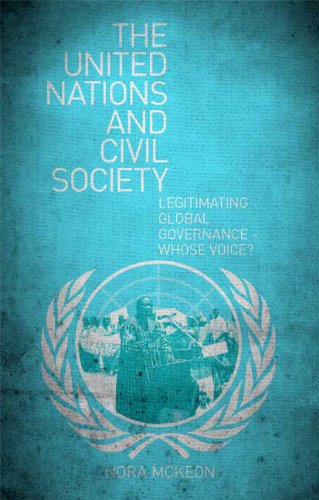 THE
UNITED
NATIONS
AND CIVIL
SOCIETY
LEGITIMATING
GLOBAL
GOVERNANCE -
WHOSE VOICE?
NORA MCKEON